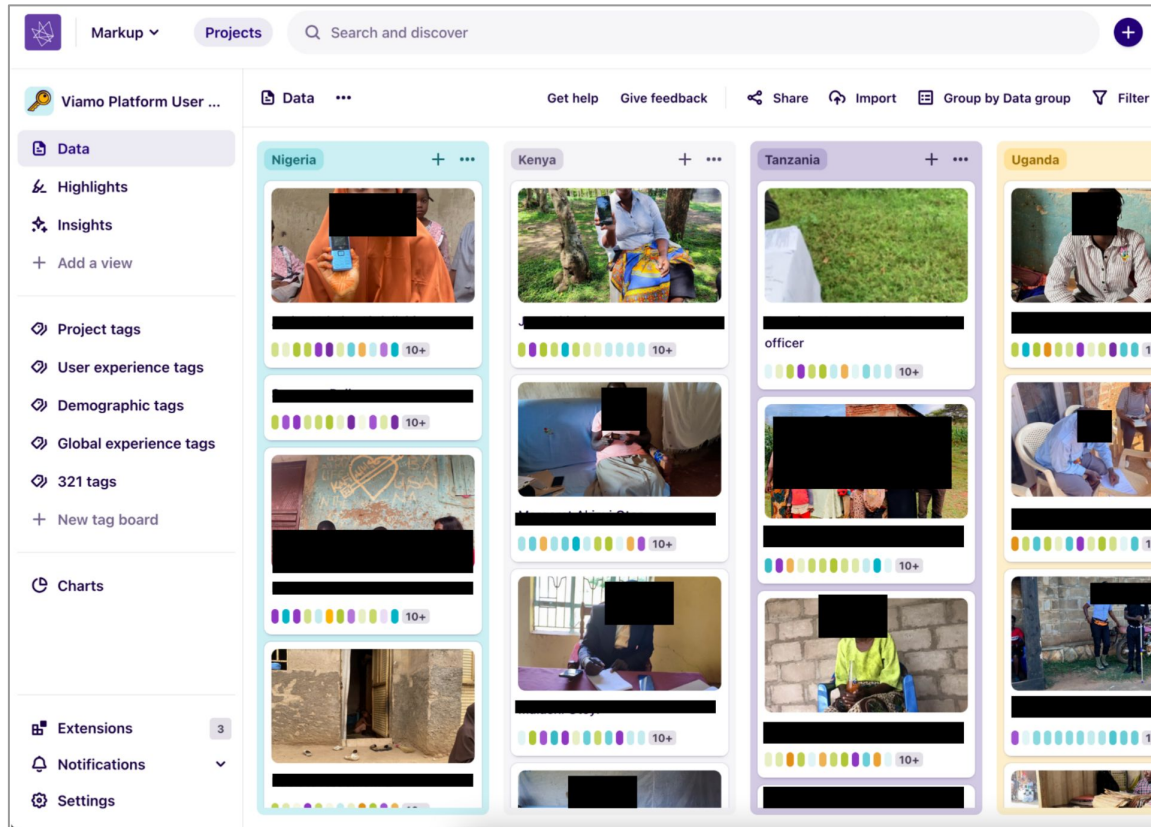 Markup
Projects
Search and discover
Viamo Platform User ...
Data
Get help
Give feedback
Share
Import
Group by Data group
Filter
Data
Highlights
Insights
Add a view
Project tags
User experience tags
Demographic tags
Global experience tags
321 tags
New tag board
Charts
Extensions
3
Notifications
Settings
Nigeria
10+
10+
10+
Kenya
10+
10+
10+
Tanzania
officer
10+
10+
10+
Uganda